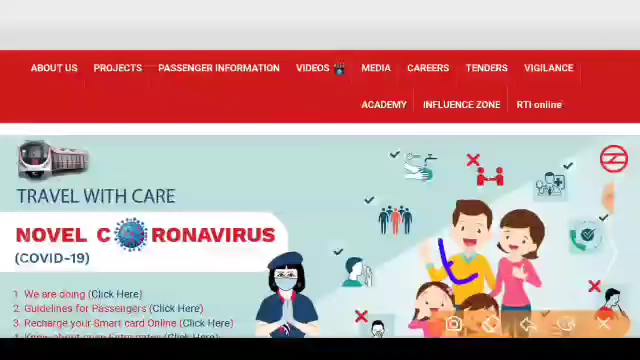 ABOUT US PROJECTS PASSENGER INFORMATION VIDEOS MEDIA CAREERS TENDERS VIGILANCE
ACADEMY INFLUENCE ZONE RTI online
TRAVEL WITH CARE
NOVEL CORONAVIRUS
(COVID-19)
1. We are doing (Click Here)
2. Guidelines for Passengers (Click Here)
3. Recharge your Smart card Online (Click Here)